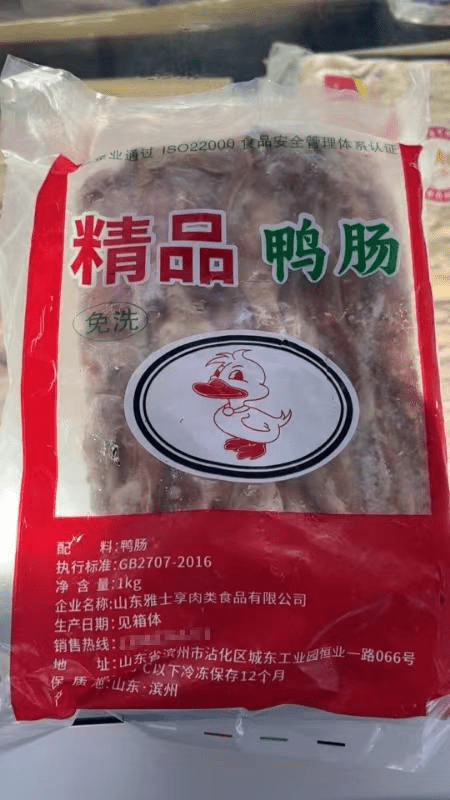 业通过 ISO22000 食品安全管理体系认证
精品 鸭肠
免洗
配 料:鸭肠
执行标准:GB2707-2016
净 含 量:1kg
企业名称:山东雅士享肉类食品有限公司
生产日期:见箱体
销售热线:
地 址:山东省滨州市沾化区城东工业园恒业一路066号
保 质 ℃以下冷冻保存12个月
山东·滨州